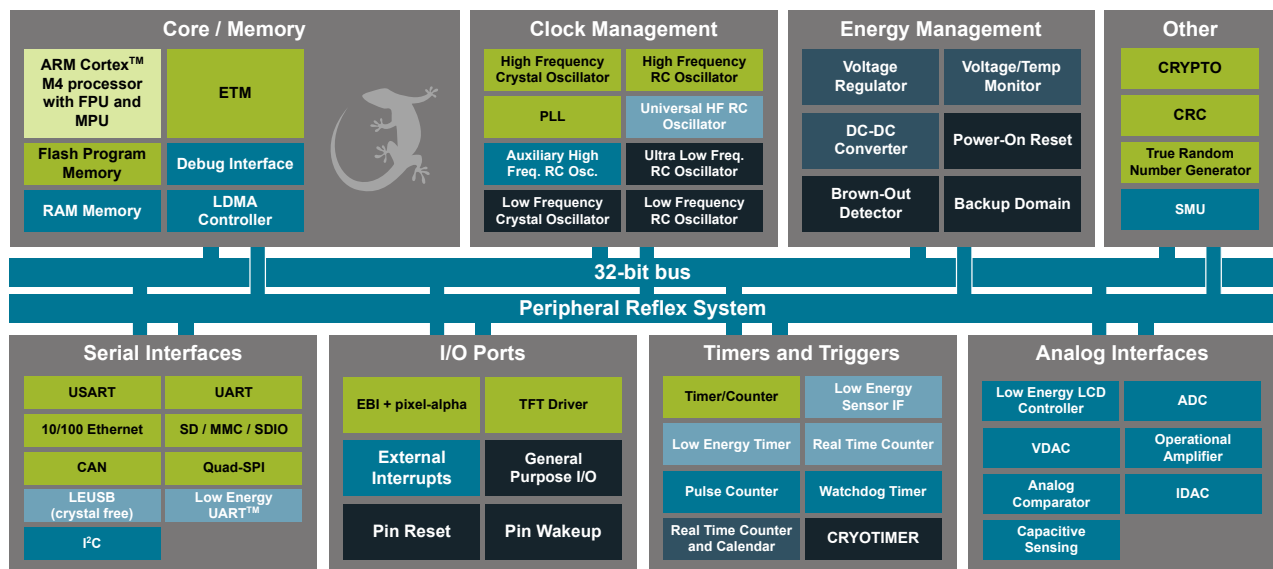 Core / Memory
ARM Cortex™
M4 processor
with FPU and
MPU
ETM
Flash Program
Memory
Debug Interface
RAM Memory
LDMA
Controller
Clock Management
High Frequency
Crystal Oscillator
High Frequency
RC Oscillator
PLL
Universal HF RC
Oscillator
Auxiliary High
Freq. RC Osc.
Ultra Low Freq.
RC Oscillator
Low Frequency
Crystal Oscillator
Low Frequency
RC Oscillator
Energy Management
Voltage
Regulator
Voltage/Temp
Monitor
DC-DC
Converter
Power-On Reset
Brown-Out
Detector
Backup Domain
Other
CRYPTO
CRC
True Random
Number Generator
SMU
32-bit bus
Peripheral Reflex System
Serial Interfaces
USART
UART
10/100 Ethernet
SD / MMC / SDIO
CAN
Quad-SPI
LEUSB
(crystal free)
Low Energy
UART™
I²C
I/O Ports
EBI + pixel-alpha
TFT Driver
External
Interrupts
General
Purpose I/O
Pin Reset
Pin Wakeup
Timers and Triggers
Timer/Counter
Low Energy
Sensor IF
Low Energy Timer
Real Time Counter
Pulse Counter
Watchdog Timer
Real Time Counter
and Calendar
CRYOTIMER
Analog Interfaces
Low Energy LCD
Controller
ADC
VDAC
Operational
Amplifier
Analog
Comparator
IDAC
Capacitive
Sensing